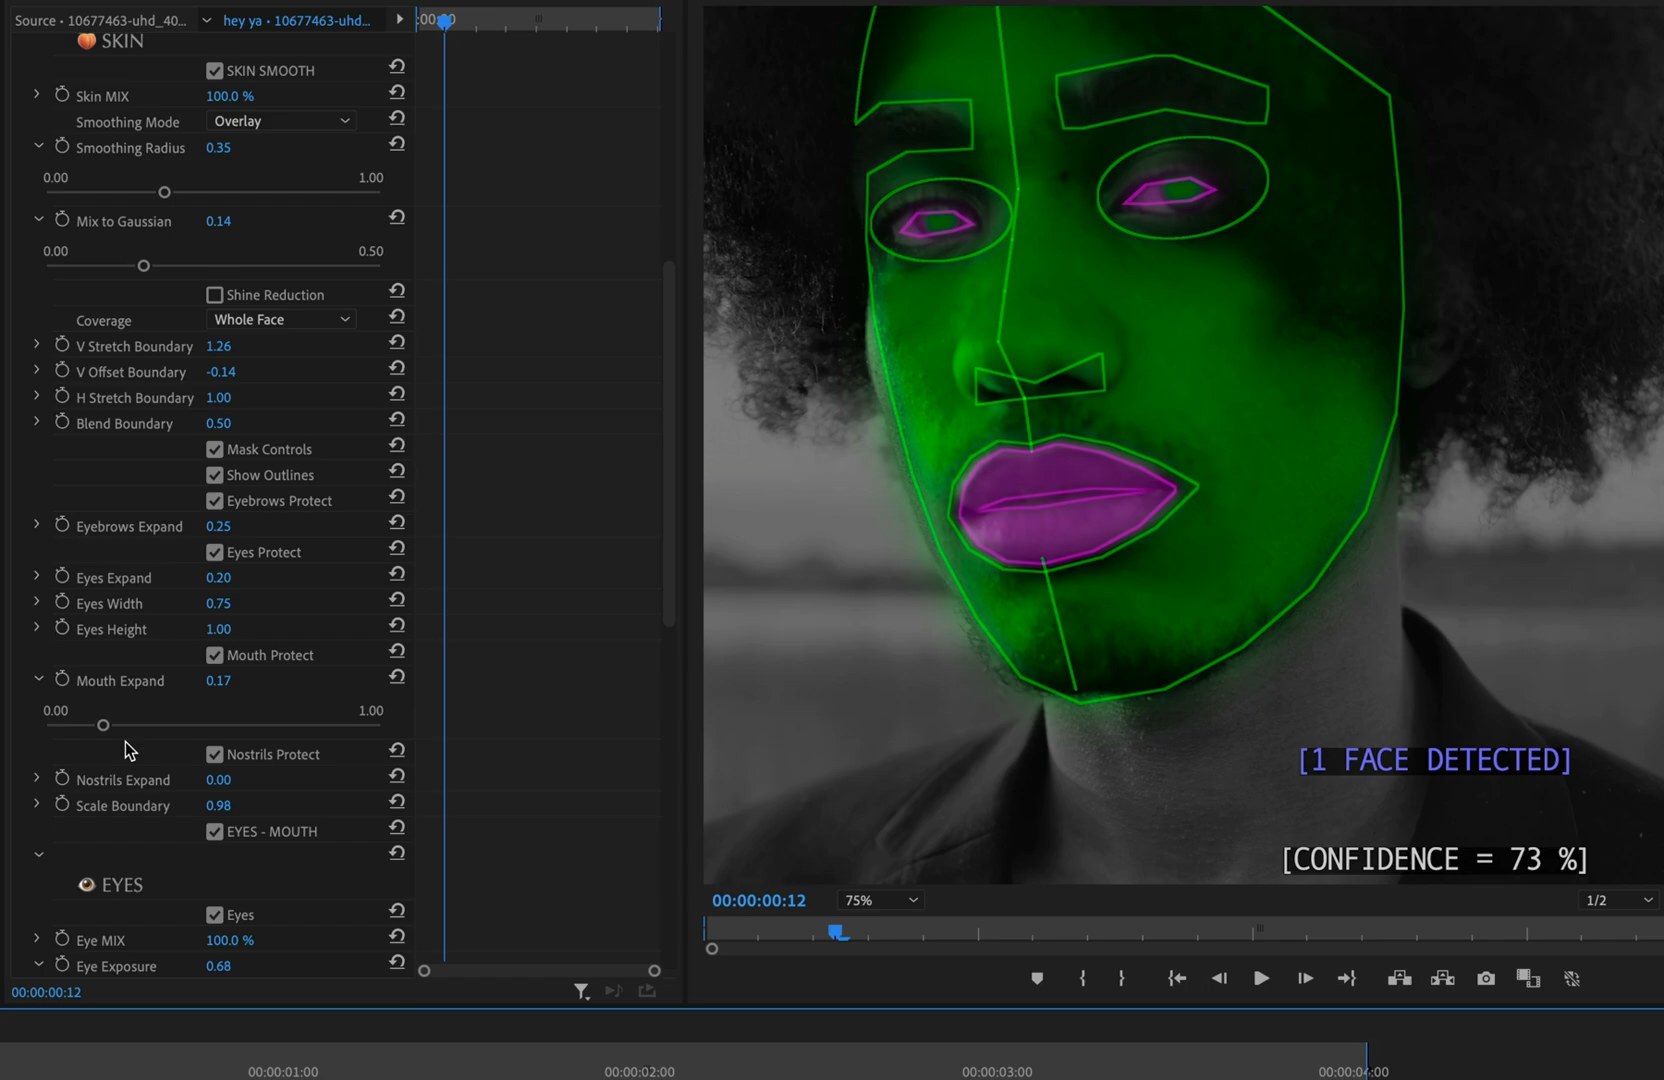 Source • 10677463-uhd_40...
hey ya • 10677463-uhd...
:00:00
SKIN
SKIN SMOOTH
Skin MIX 100.0 %
Smoothing Mode Overlay
Smoothing Radius 0.35
0.00 1.00
Mix to Gaussian 0.14
0.00 0.50
Shine Reduction
Coverage Whole Face
V Stretch Boundary 1.26
V Offset Boundary -0.14
H Stretch Boundary 1.00
Blend Boundary 0.50
Mask Controls
Show Outlines
Eyebrows Protect
Eyebrows Expand 0.25
Eyes Protect
Eyes Expand 0.20
Eyes Width 0.75
Eyes Height 1.00
Mouth Protect
Mouth Expand 0.17
0.00 1.00
Nostrils Protect
Nostrils Expand 0.00
Scale Boundary 0.98
EYES - MOUTH
EYES
Eyes
Eye MIX 100.0 %
Eye Exposure 0.68
00:00:00:12
[1 FACE DETECTED]
[CONFIDENCE = 73 %]
00:00:00:12 75% 1/2
00:00:01:00 00:00:02:00 00:00:03:00 00:00:04:00